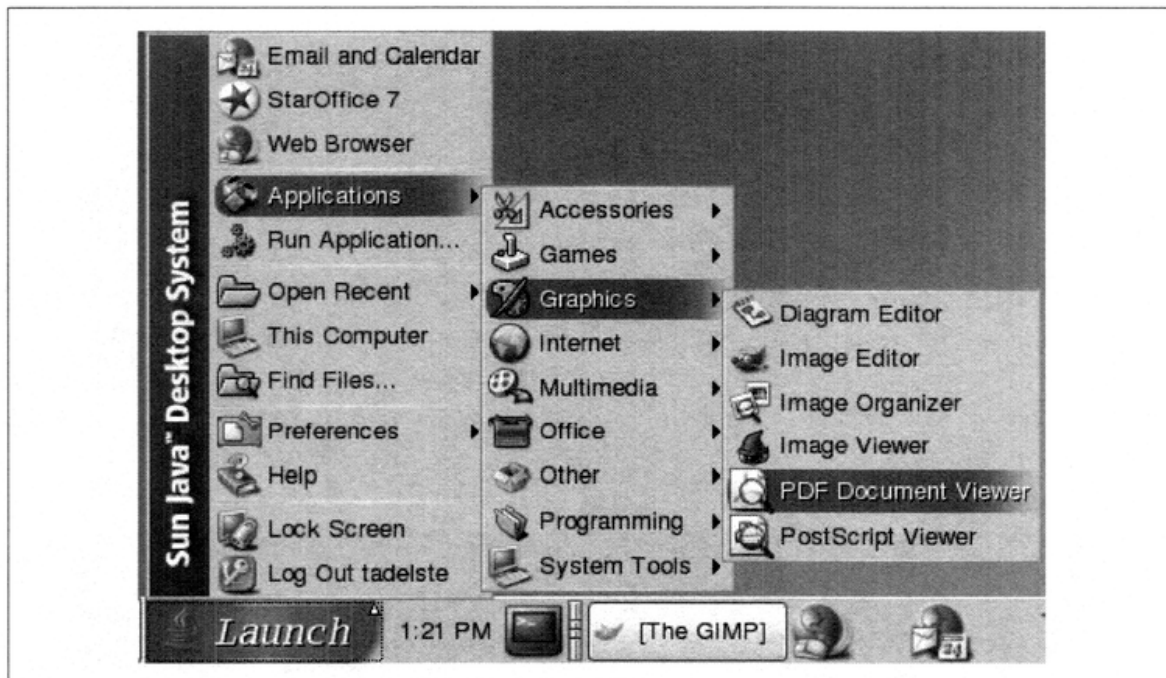 Sun Java™ Desktop System
Email and Calendar
StarOffice 7
Web Browser
Applications
Run Application...
Open Recent
This Computer
Find Files...
Preferences
Help
Lock Screen
Log Out tadelste
Accessories
Games
Graphics
Internet
Multimedia
Office
Other
Programming
System Tools
Diagram Editor
Image Editor
Image Organizer
Image Viewer
PDF Document Viewer
PostScript Viewer
Launch 1:21 PM [The GIMP]